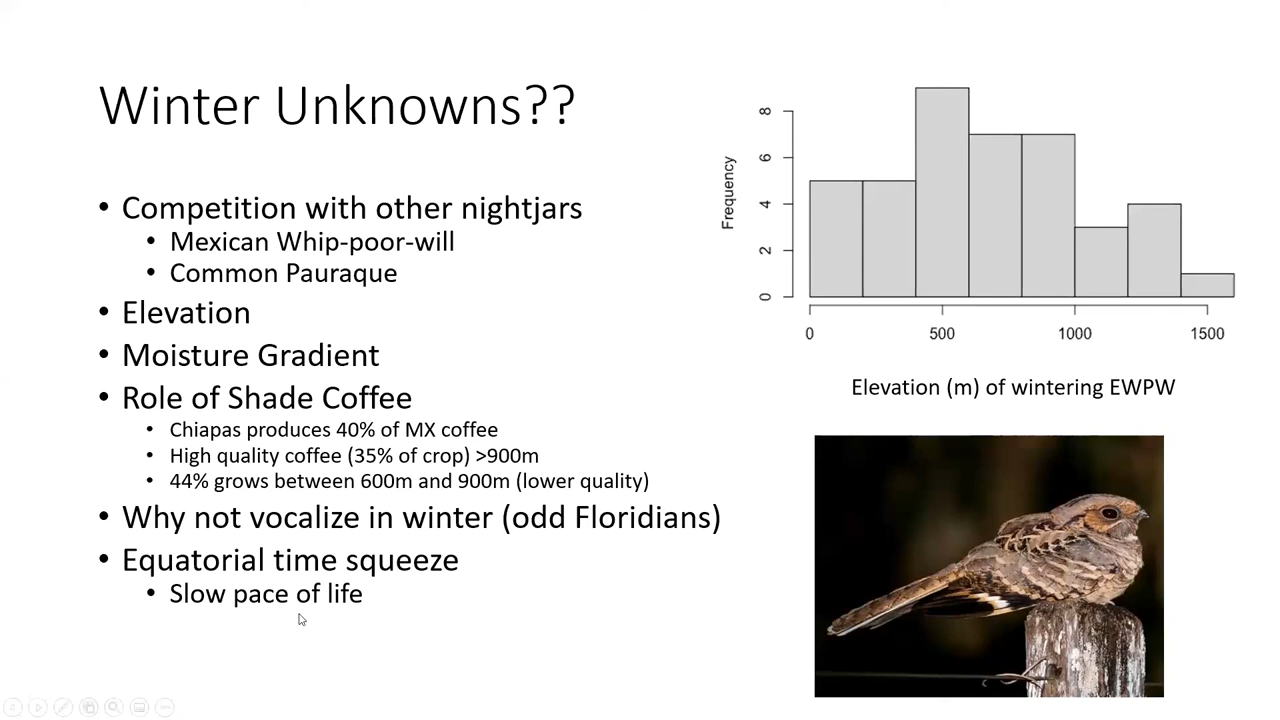 Winter Unknowns??
• Competition with other nightjars
• Mexican Whip-poor-will
• Common Pauraque
• Elevation
• Moisture Gradient
• Role of Shade Coffee
• Chiapas produces 40% of MX coffee
• High quality coffee (35% of crop) >900m
• 44% grows between 600m and 900m (lower quality)
• Why not vocalize in winter (odd Floridians)
• Equatorial time squeeze
• Slow pace of life
Frequency
8
6
4
2
0
0 500 1000 1500
Elevation (m) of wintering EWPW